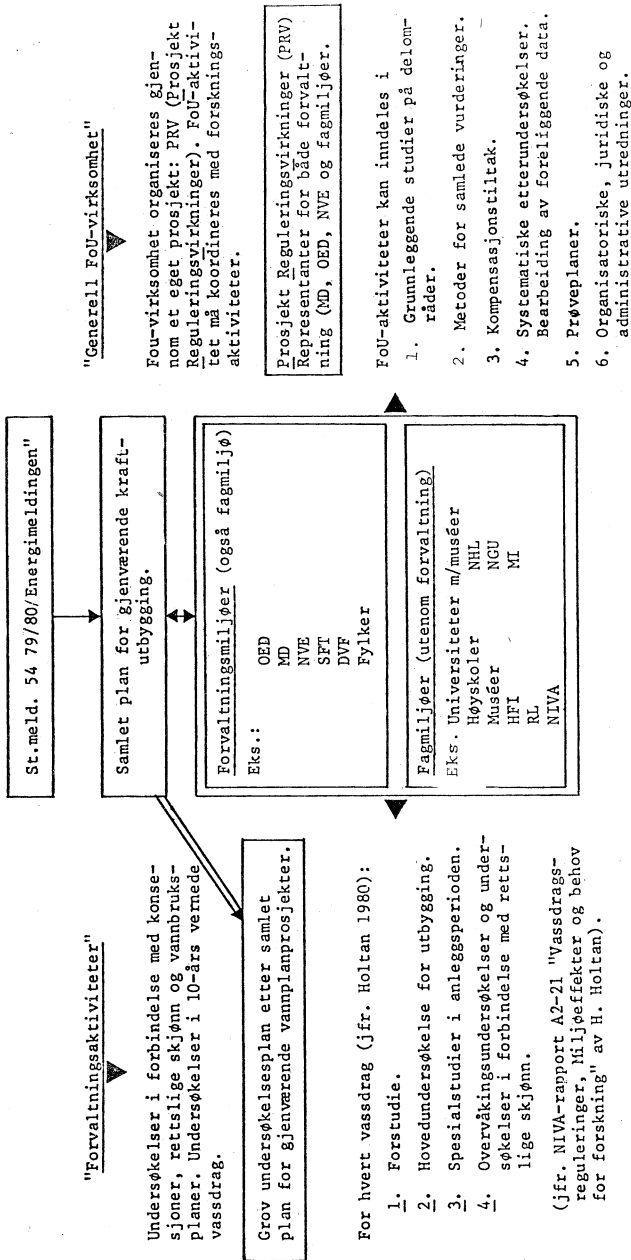 St.meld. 54 79/80/Energimeldingen"
Samlet plan for gjenværende kraft-
utbygging.
"Forvaltningsaktiviteter"
Undersøkelser i forbindelse med konse-
sjoner, rettslige skjønn og vannbruks-
planer. Undersøkelser i 10-års vernede
vassdrag.
Grov undersøkelsesplan etter samlet
plan for gjenværende vannplanprosjekter.
For hvert vassdrag (jfr. Holtan 1980):
1. Forstudie.
2. Hovedundersøkelse for utbygging.
3. Spesialstudier i anleggsperioden.
4. Overvåkingsundersøkelser og under-
søkelser i forbindelse med retts-
lige skjønn.
(jfr. NIVA-rapport A2-21 "Vassdrags-
reguleringer, Miljøeffekter og behov
for forskning" av H. Holtan).
Forvaltningsmiljøer (også fagmiljø)
Eks.:
OED
MD
NVE
SFT
DVF
Fylker
Fagmiljøer (utenom forvaltning)
Eks. Universiteter m/muséer
Høyskoler NHL
Muséer NGU
HFI MI
RL
NIVA
"Generell FoU-virksomhet"
Fou-virksomhet organiseres gjen-
nom et eget prosjekt: PRV (Prosjekt
Reguleringsvirkninger). FoU-aktivi-
tet må koordineres med forsknings-
aktiviteter.
Prosjekt Reguleringsvirkninger (PRV)
Representanter for både forvalt-
ning (MD, OED, NVE og fagmiljøer.
FoU-aktiviteter kan inndeles i
1. Grunnleggende studier på delom-
råder.
2. Metoder for samlede vurderinger.
3. Kompensasjonstiltak.
4. Systematiske etterundersøkelser.
Bearbeiding av foreliggende data.
5. Prøveplaner.
6. Organisatoriske, juridiske og
administrative utredninger.